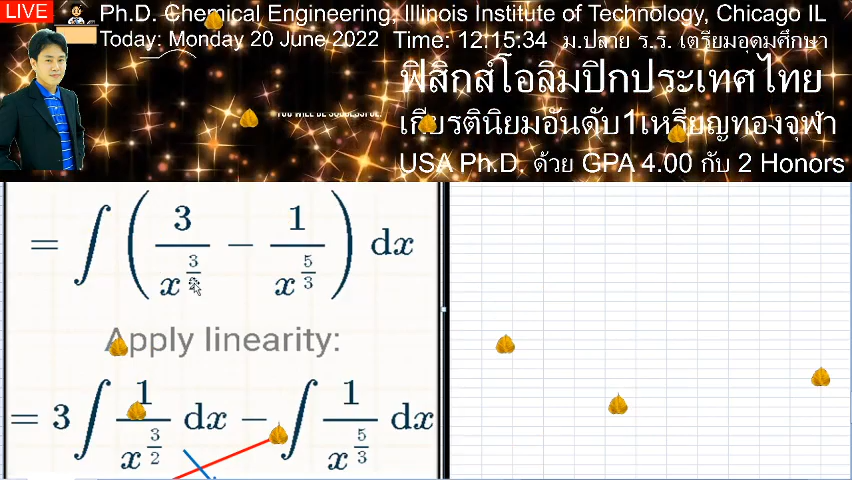 LIVE
Ph.D. Chemical Engineering, Illinois Institute of Technology, Chicago IL
Today: Monday 20 June 2022 Time: 12:15:34 ม.ปลาย ร.ร. เตรียมอุดมศึกษา
ฟิสิกส์โอลิมปิกประเทศไทย
YOU WILL BE SUCCESSFUL.
เกียรตินิยมอันดับ1เหรียญทองจุฬา
USA Ph.D. ด้วย GPA 4.00 กับ 2 Honors
= ∫ ( 3/x^(3/2) − 1/x^(5/3) ) dx
Apply linearity:
= 3 ∫ 1/x^(3/2) dx − ∫ 1/x^(5/3) dx